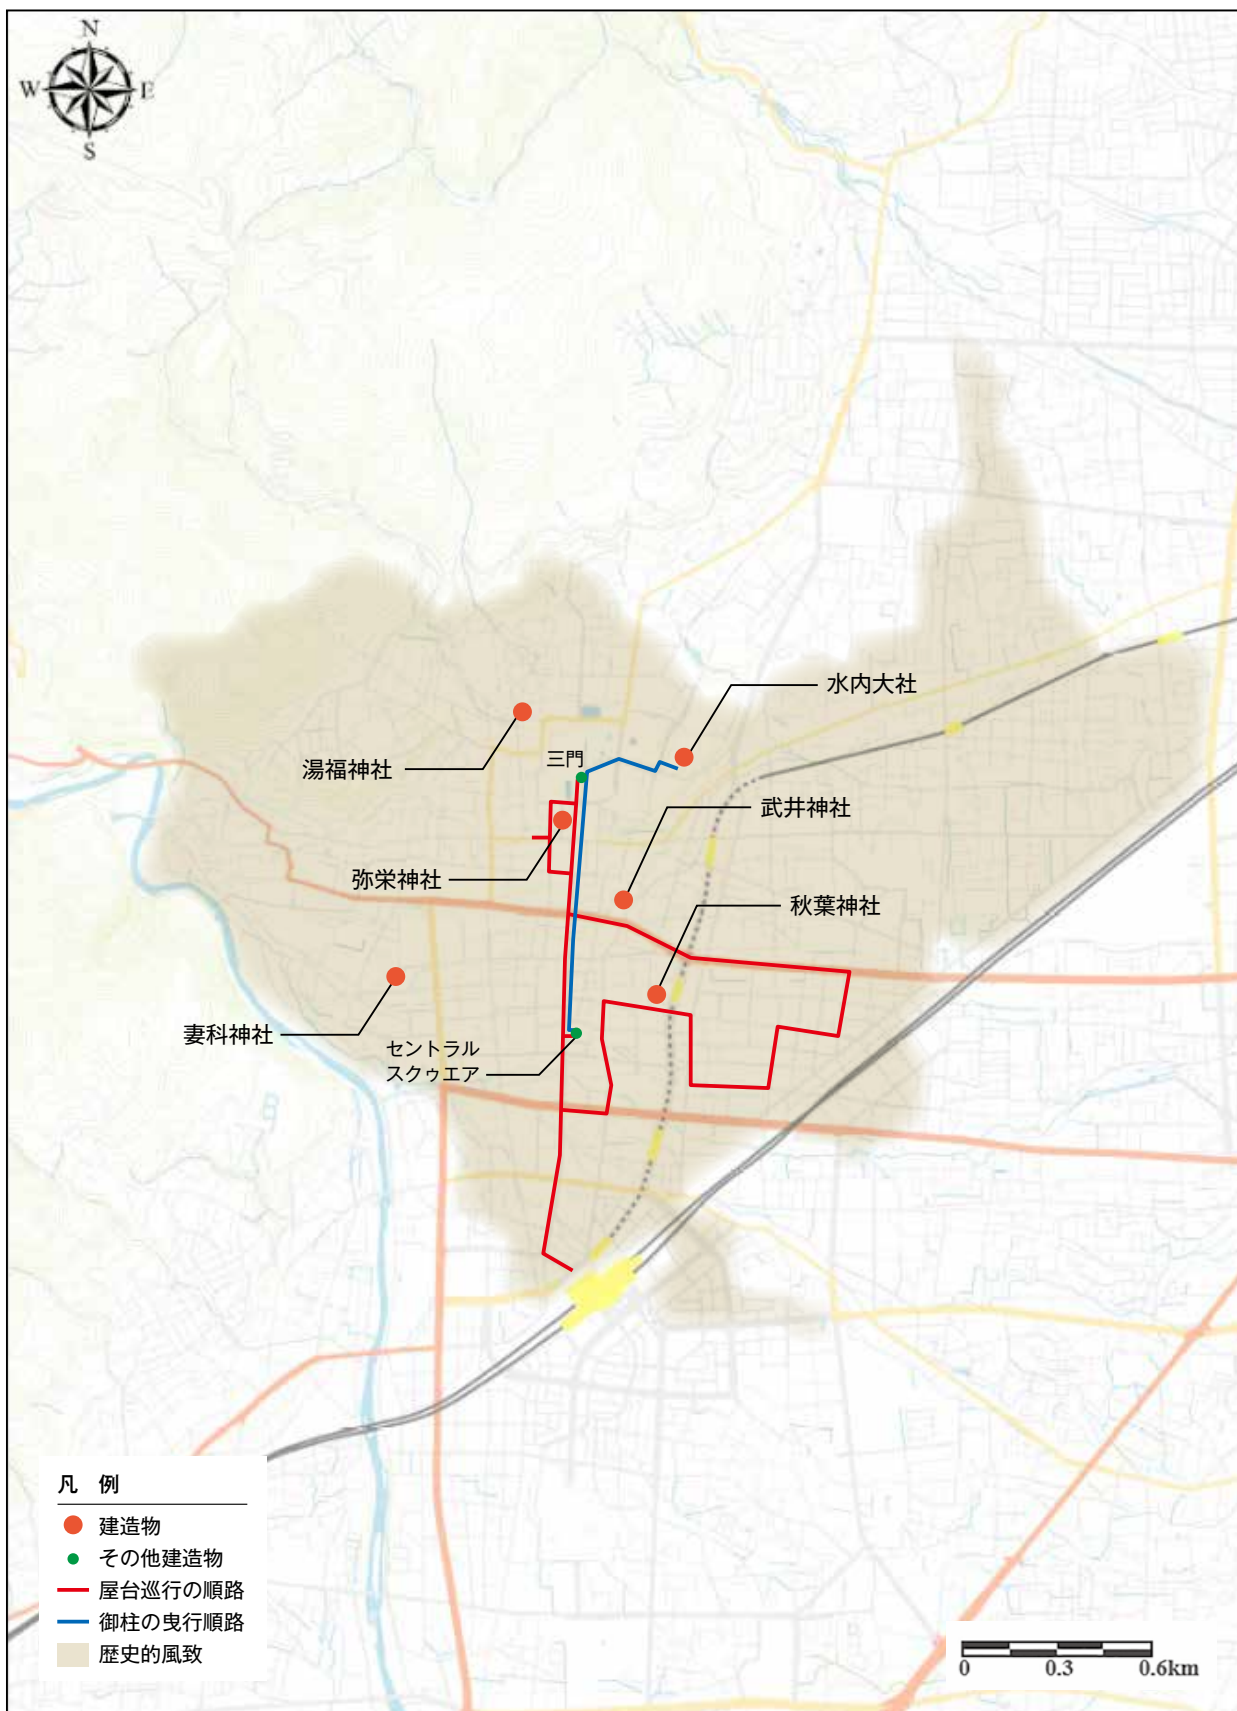 N
W
E
S
水内大社
湯福神社
三門
武井神社
弥栄神社
秋葉神社
妻科神社
セントラル
スクゥエア
凡 例
建造物
その他建造物
屋台巡行の順路
御柱の曳行順路
歴史的風致
0 0.3 0.6km